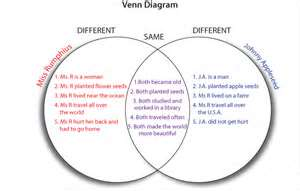 Venn Diagram
DIFFERENT
SAME
DIFFERENT
Miss Rumphius
Johnny Appleseed
1. Ms R is a woman
2. Ms R planted flower seeds
3. Ms R lived near the ocean
4. Ms R travel all over
the world.
5. Ms R hurt her back and
had to go home
1.Both became old
2. Both planted seeds
3. Both studied and
worked in a library
4. Both traveled often
5. Both made the world
more beautiful
1. J.A. is a man
2. J.A. planted apple seeds
3. Ms R lived on a farm
4. Ms R travel all over
the U.S.A.
5. J.A. did not get hurt